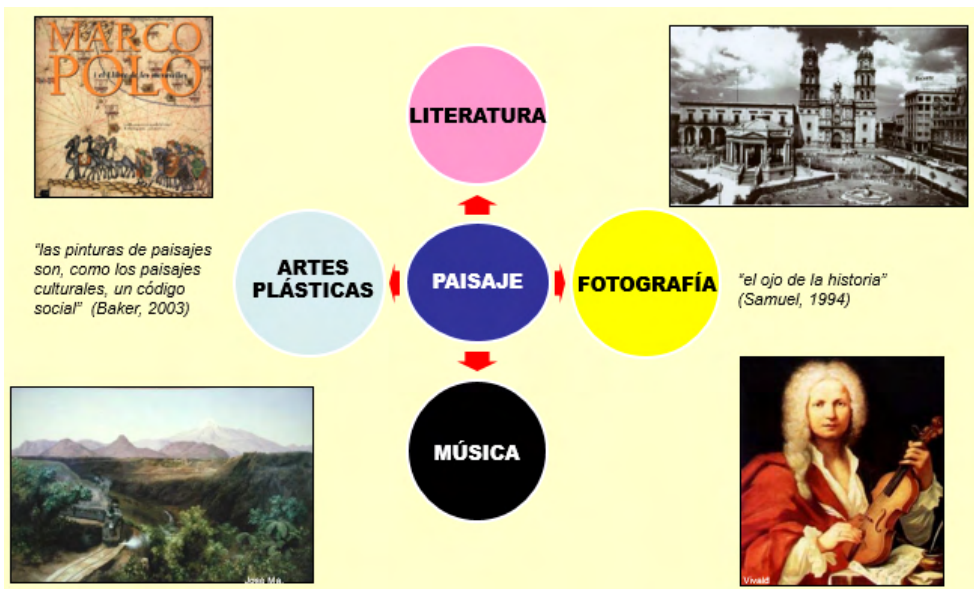 MARCO
POLO
LITERATURA
"las pinturas de paisajes
son, como los paisajes
culturales, un código
social" (Baker, 2003)
ARTES
PLÁSTICAS
PAISAJE
FOTOGRAFÍA
"el ojo de la historia"
(Samuel, 1994)
MÚSICA
José Ma.
Vivald